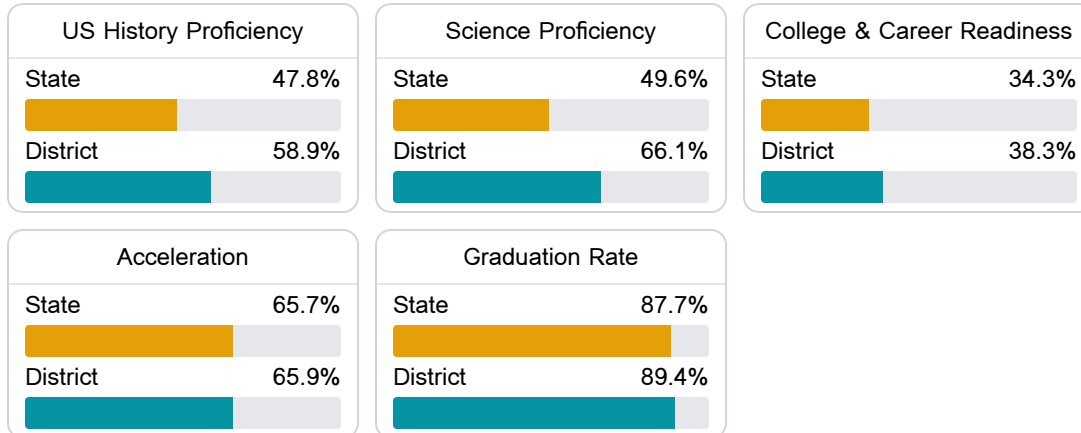 US History Proficiency
State 47.8%
District 58.9%
Science Proficiency
State 49.6%
District 66.1%
College & Career Readiness
State 34.3%
District 38.3%
Acceleration
State 65.7%
District 65.9%
Graduation Rate
State 87.7%
District 89.4%